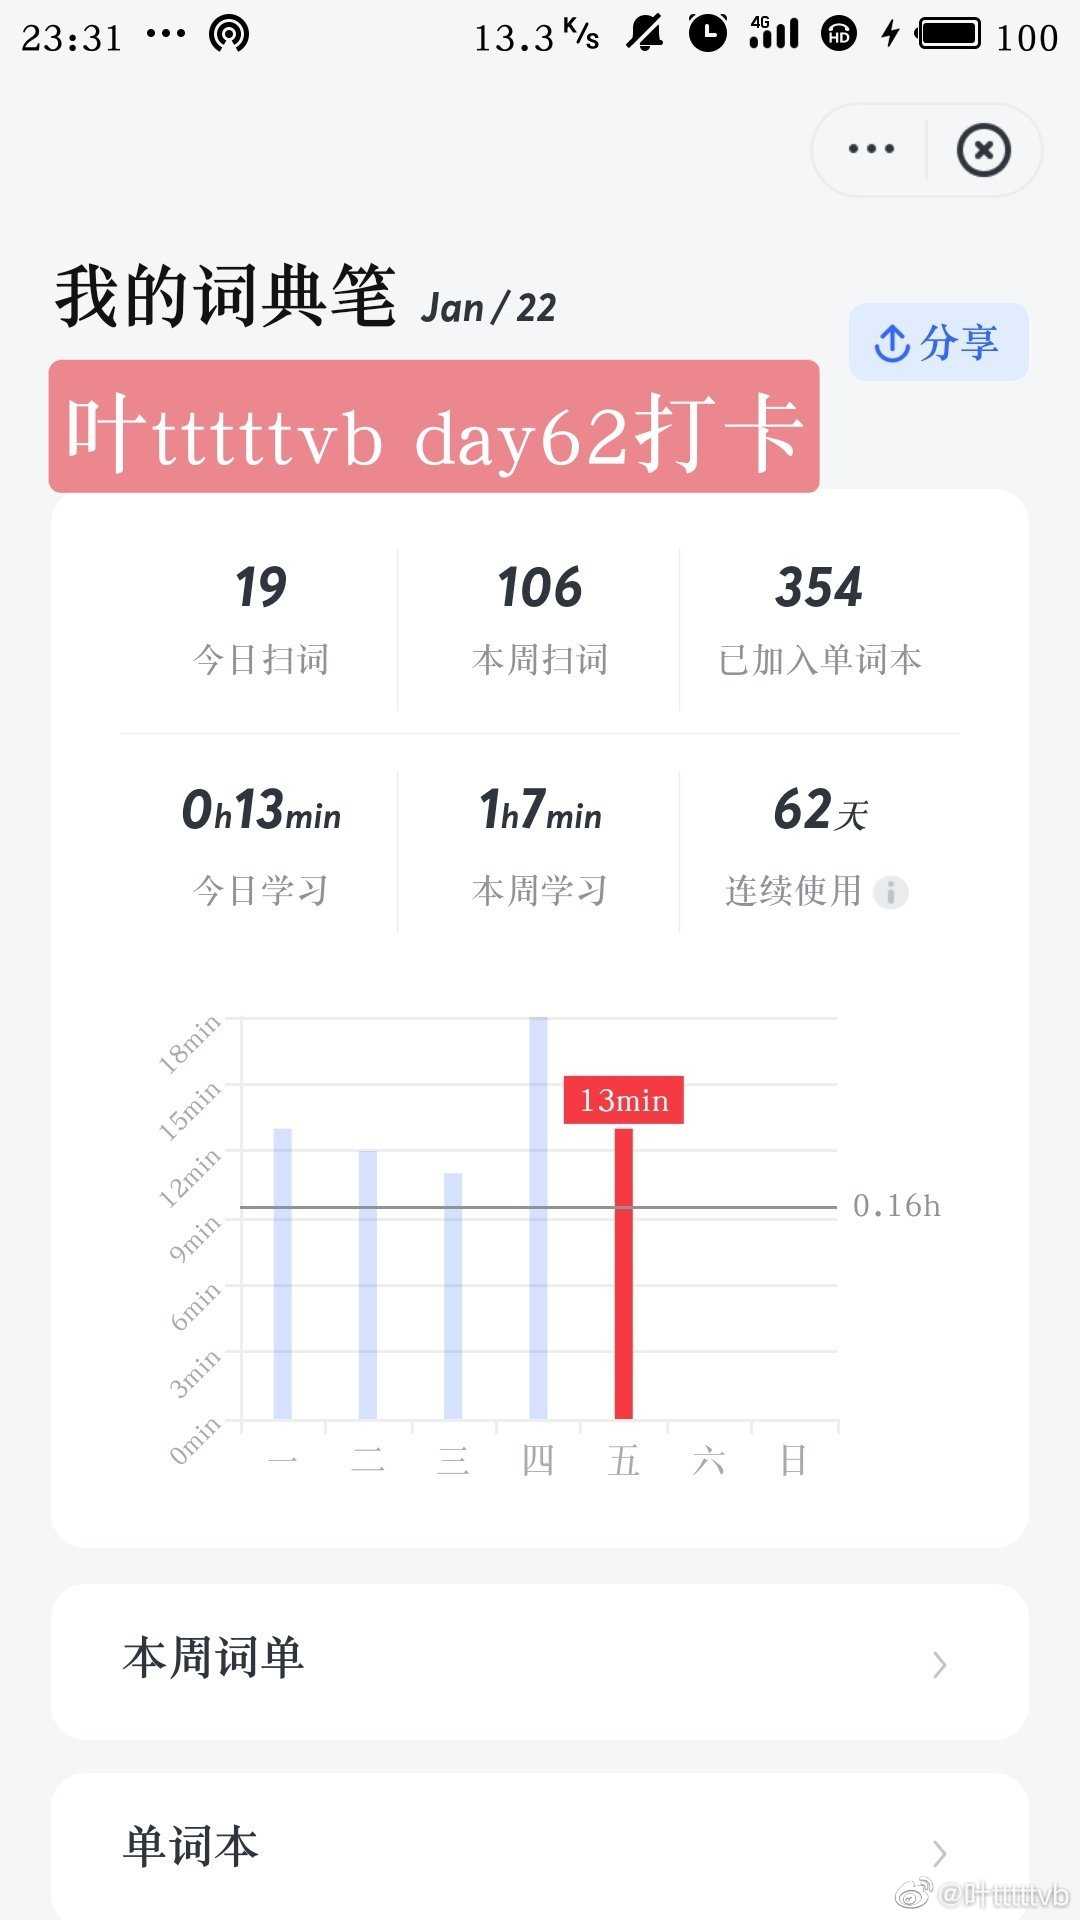 23:31 ... 13.3 K/s 4G HD 100
我的词典笔 Jan / 22
分享
叶tttttvb day62打卡
19 106 354
今日扫词 本周扫词 已加入单词本
0h13min 1h7min 62天
今日学习 本周学习 连续使用
18min
15min
13min
12min
0.16h
9min
6min
3min
0min
一 二 三 四 五 六 日
本周词单
单词本
@叶tttttvb